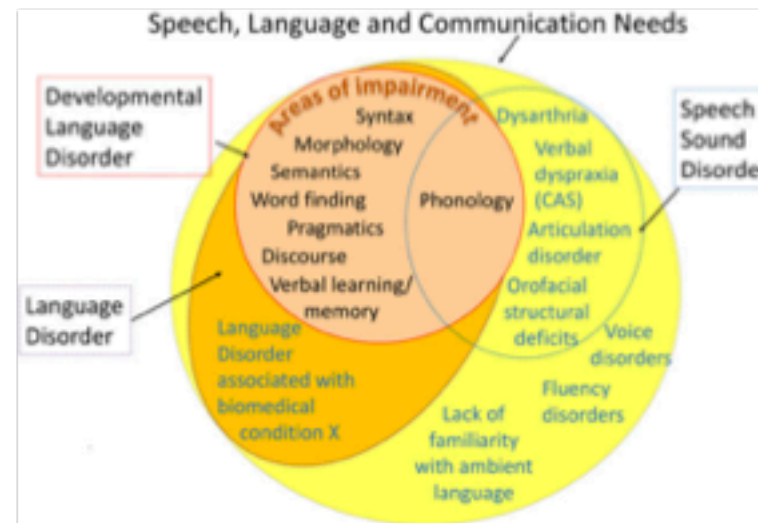 Speech, Language and Communication Needs
Developmental
Language
Disorder
Areas of impairment
Syntax
Morphology
Semantics
Word finding
Pragmatics
Discourse
Verbal learning/
memory
Phonology
Dysarthria
Verbal
dyspraxia
(CAS)
Articulation
disorder
Orofacial
structural
deficits
Speech
Sound
Disorde
Language
Disorder
Language
Disorder
associated with
biomedical
condition X
Voice
disorders
Fluency
disorders
Lack of
familiarity
with ambient
language